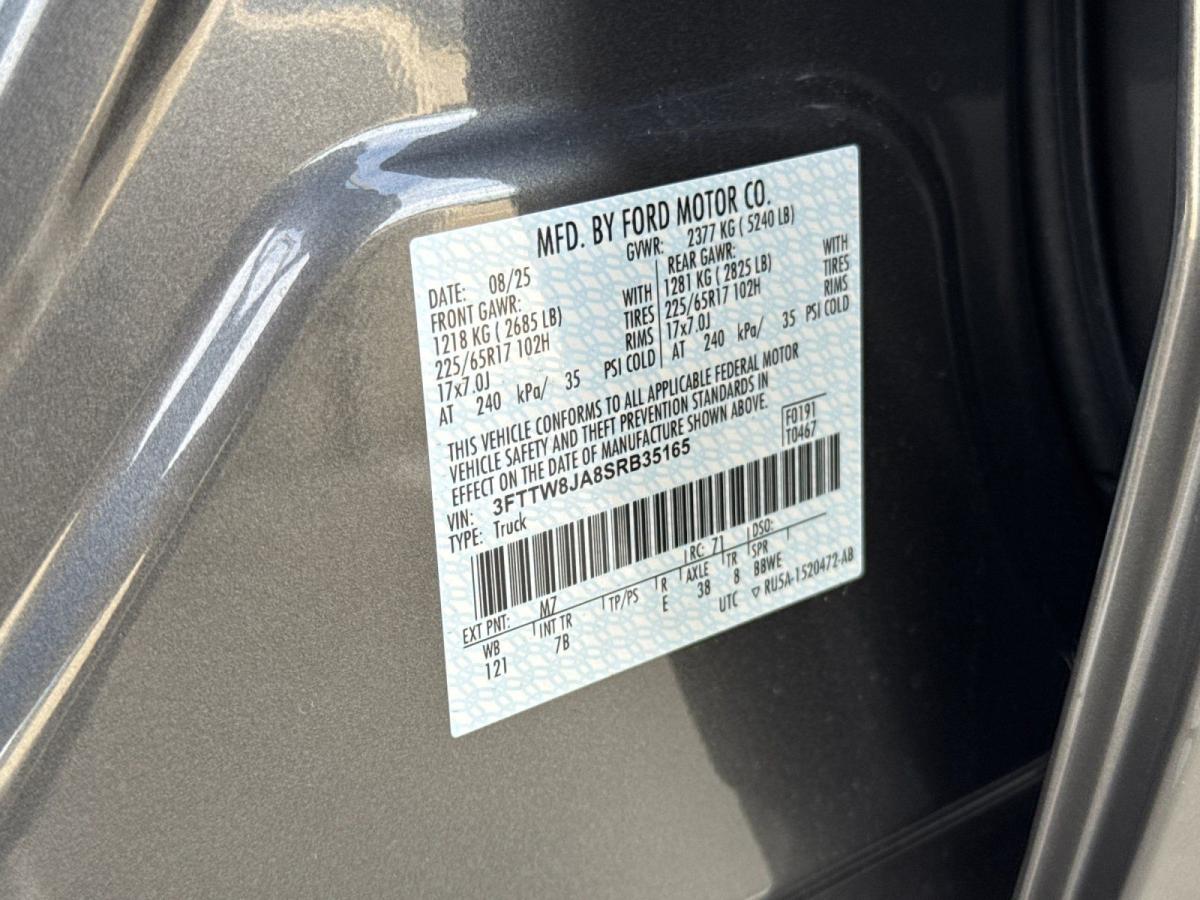 MFD. BY FORD MOTOR CO.
DATE: 08/25 GVWR: 2377 KG ( 5240 LB)
FRONT GAWR: REAR GAWR:
1218 KG ( 2685 LB) WITH 1281 KG ( 2825 LB) WITH
225/65R17 102H TIRES 225/65R17 102H TIRES
17x7.0J RIMS 17x7.0J RIMS
AT 240 kPa/ 35 PSI COLD AT 240 kPa/ 35 PSI COLD
THIS VEHICLE CONFORMS TO ALL APPLICABLE FEDERAL MOTOR
VEHICLE SAFETY AND THEFT PREVENTION STANDARDS IN
EFFECT ON THE DATE OF MANUFACTURE SHOWN ABOVE.
VIN: 3FTTW8JA8SRB35165 F0191
TYPE: Truck T0467
EXT PNT: M7 RC: 71 DSO:
WB INT TR TP/PS R AXLE TR SPR
121 7B E 38 8 BBWE
UTC ▽ RU5A-1520472-AB